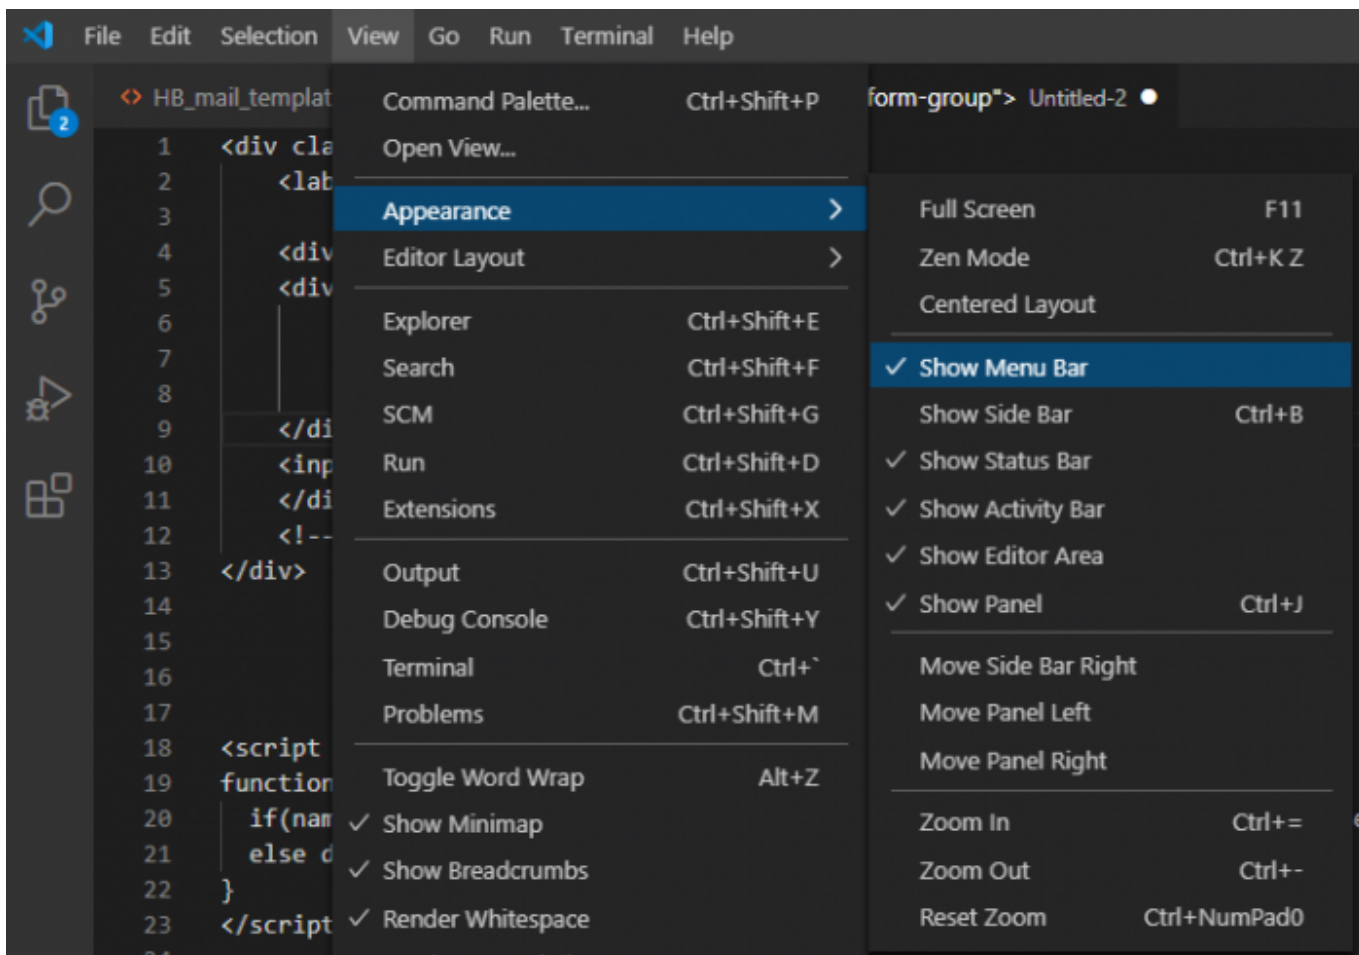 File Edit Selection View Go Run Terminal Help
2
<> HB_mail_templat
form-group"> Untitled-2
1 <div cla
2 <lab
3
4 <div
5 <div
6
7
8
9 </di
10 <inp
11 </di
12 <!--
13 </div>
14
15
16
17
18 <script
19 function
20 if(nam
21 else d
22 }
23 </script
Command Palette... Ctrl+Shift+P
Open View...
Appearance
Editor Layout
Explorer Ctrl+Shift+E
Search Ctrl+Shift+F
SCM Ctrl+Shift+G
Run Ctrl+Shift+D
Extensions Ctrl+Shift+X
Output Ctrl+Shift+U
Debug Console Ctrl+Shift+Y
Terminal Ctrl+`
Problems Ctrl+Shift+M
Toggle Word Wrap Alt+Z
✓ Show Minimap
✓ Show Breadcrumbs
✓ Render Whitespace
Full Screen F11
Zen Mode Ctrl+K Z
Centered Layout
✓ Show Menu Bar
Show Side Bar Ctrl+B
✓ Show Status Bar
✓ Show Activity Bar
✓ Show Editor Area
✓ Show Panel Ctrl+J
Move Side Bar Right
Move Panel Left
Move Panel Right
Zoom In Ctrl+=
Zoom Out Ctrl+-
Reset Zoom Ctrl+NumPad0